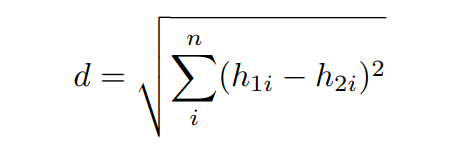 d = \sqrt{\sum_{i}^{n} (h_{1i} - h_{2i})^2}